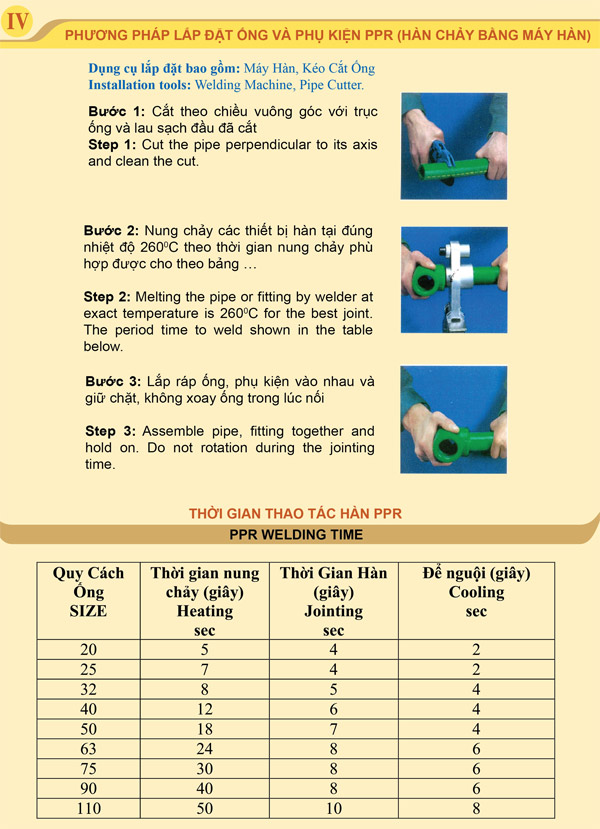 IV
PHƯƠNG PHÁP LẮP ĐẶT ỐNG VÀ PHỤ KIỆN PPR (HÀN CHẢY BẰNG MÁY HÀN)
Dụng cụ lắp đặt bao gồm: Máy Hàn, Kéo Cắt Ống
Installation tools: Welding Machine, Pipe Cutter.
Bước 1: Cắt theo chiều vuông góc với trục
ống và lau sạch đầu đã cắt
Step 1: Cut the pipe perpendicular to its axis
and clean the cut.
Bước 2: Nung chảy các thiết bị hàn tại đúng
nhiệt độ 260⁰C theo thời gian nung chảy phù
hợp được cho theo bảng …
Step 2: Melting the pipe or fitting by welder at
exact temperature is 260⁰C for the best joint.
The period time to weld shown in the table
below.
Bước 3: Lắp ráp ống, phụ kiện vào nhau và
giữ chặt, không xoay ống trong lúc nối
Step 3: Assemble pipe, fitting together and
hold on. Do not rotation during the jointing
time.
THỜI GIAN THAO TÁC HÀN PPR
PPR WELDING TIME
Quy Cách Ống SIZE | Thời gian nung chảy (giây) Heating sec | Thời Gian Hàn (giây) Jointing sec | Để nguội (giây) Cooling sec
20 5 4 2
25 7 4 2
32 8 5 4
40 12 6 4
50 18 7 4
63 24 8 6
75 30 8 6
90 40 8 6
110 50 10 8